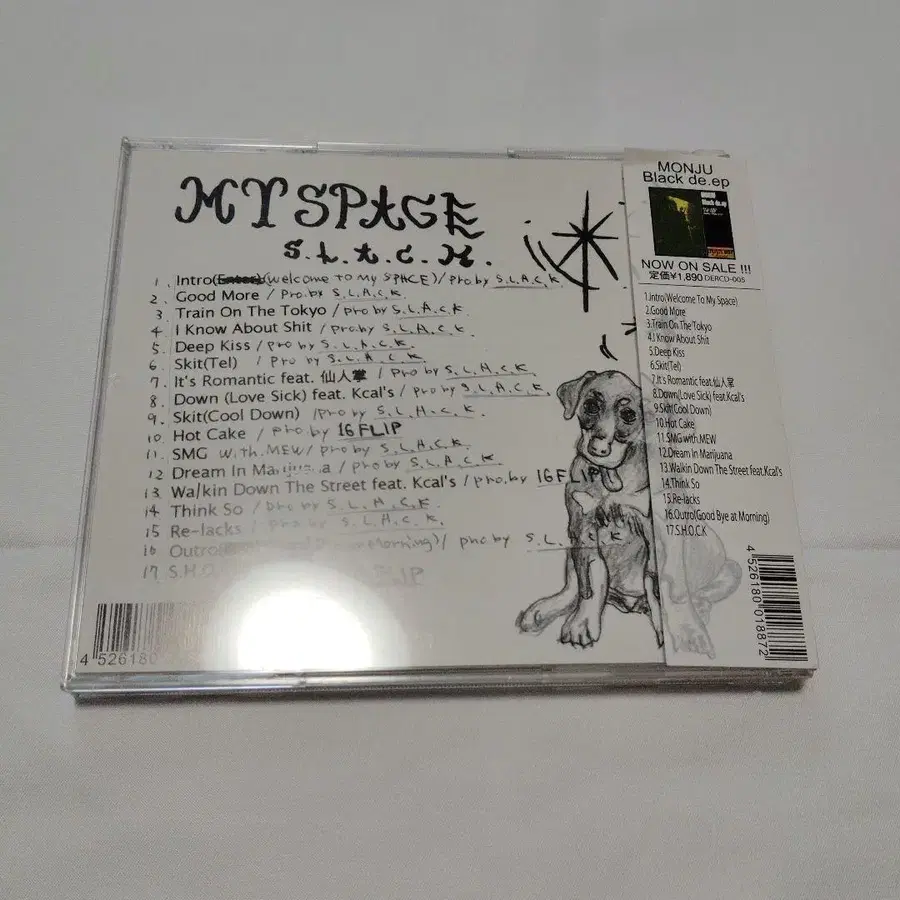 MY SPACE
S.L.A.C.K.
1. Intro(Enter)(Welcome To My SPACE)/Pro.by S.L.A.C.K.
2. Good More / Pro.by S.L.A.C.K.
3. Train On The Tokyo / pro by S.L.A.C.K.
4. I Know About Shit / pro.by S.L.A.C.K.
5. Deep Kiss / pro by S.L.A.C.K.
6. Skit(Tel) / pro by S.L.A.C.K.
7. It's Romantic feat. 仙人掌 / Pro by S.L.A.C.K.
8. Down (Love Sick) feat. Kcal's / pro by S.L.A.C.K.
9. Skit(Cool Down) /pro by S.L.A.C.K.
10. Hot Cake / pro.by 16FLIP
11. SMG with.MEW/pro by S.L.A.C.K.
12 Dream In Marijuana / pro by S.L.A.C.K.
13 Walkin Down The Street feat. Kcal's / pro.by 16FLIP
14 Think So / pro by S.L.A.C.K.
15 Re-lacks / pro by S.L.A.C.K.
16 Outro( Morning)/ pro by S.L. C K
17 S.H.O.
4 526180
MONJU
Black de.ep
NOW ON SALE !!!
定価¥1,890 DERCD-005
1.Intro(Welcome To My Space)
2.Good More
3.Train On The Tokyo
4.I Know About Shit
5.Deep Kiss
6.Skit(Tel)
7.It's Romantic feat.仙人掌
8.Down(Love Sick) feat.Kcal's
9.Skit(Cool Down)
10.Hot Cake
11.SMG with.MEW
12.Dream in Marijuana
13.Walkin Down The Street feat.Kcal's
14.Think So
15.Re-lacks
16.Outro(Good Bye at Morning)
17.S.H.O.C.K
4 526180 018872